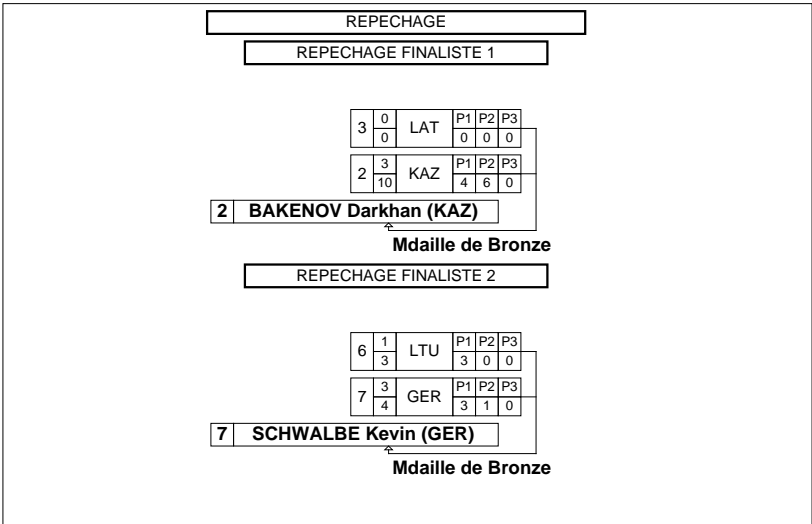 REPECHAGE
REPECHAGE FINALISTE 1
3 0 LAT P1 P2 P3
0 0 0 0
2 3 KAZ P1 P2 P3
10 4 6 0
2 BAKENOV Darkhan (KAZ)
Mdaille de Bronze
REPECHAGE FINALISTE 2
6 1 LTU P1 P2 P3
3 3 0 0
7 3 GER P1 P2 P3
4 3 1 0
7 SCHWALBE Kevin (GER)
Mdaille de Bronze